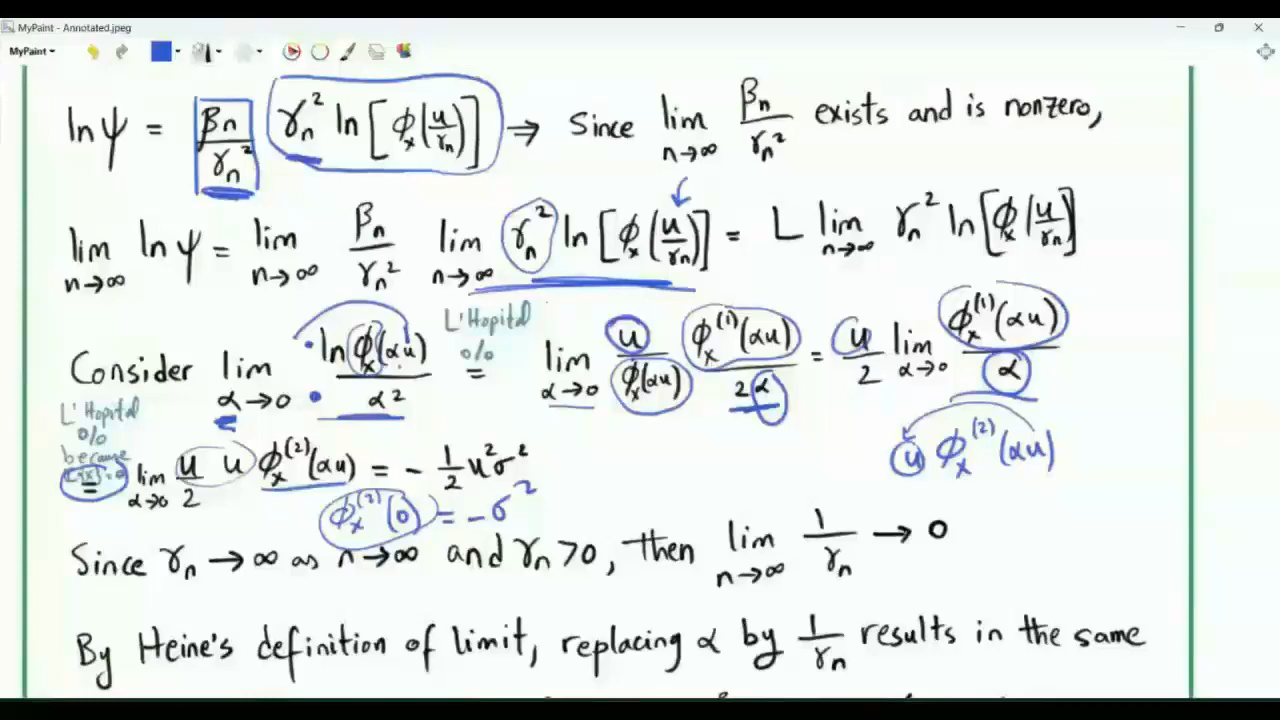 MyPaint - Annotated.jpeg
MyPaint
ln ψ = βn/γn² γn² ln[ϕx(u/γn)] ⇒ Since lim n→∞ βn/γn² exists and is nonzero,
lim n→∞ ln ψ = lim n→∞ βn/γn² lim n→∞ γn² ln[ϕx(u/γn)] = L lim n→∞ γn² ln[ϕx(u/γn)]
Consider lim α→0 ln ϕx(αu)/α² = L'Hopital 0/0 lim α→0 u/ϕx(αu) ϕx⁽¹⁾(αu)/2α = u/2 lim α→0 ϕx⁽¹⁾(αu)/α
u ϕx⁽²⁾(αu)
L'Hopital
0/0
because
= lim α→0 u/2 u ϕx⁽²⁾(αu) = - 1/2 u²σ²
ϕx⁽²⁾(0) = -σ²
Since γn → ∞ as n→∞ and γn > 0, then lim n→∞ 1/γn → 0
By Heine's definition of limit, replacing α by 1/γn results in the same